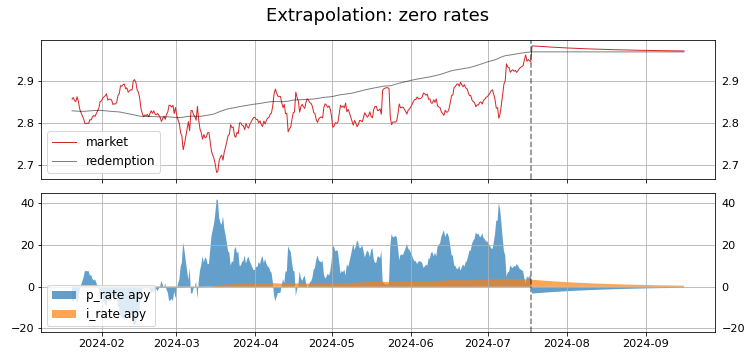 Extrapolation: zero rates
2.9 2.9
2.8 2.8
2.7 2.7
market
redemption
40 40
20 20
0 0
−20 −20
p_rate apy
i_rate apy
2024-02 2024-03 2024-04 2024-05 2024-06 2024-07 2024-08 2024-09